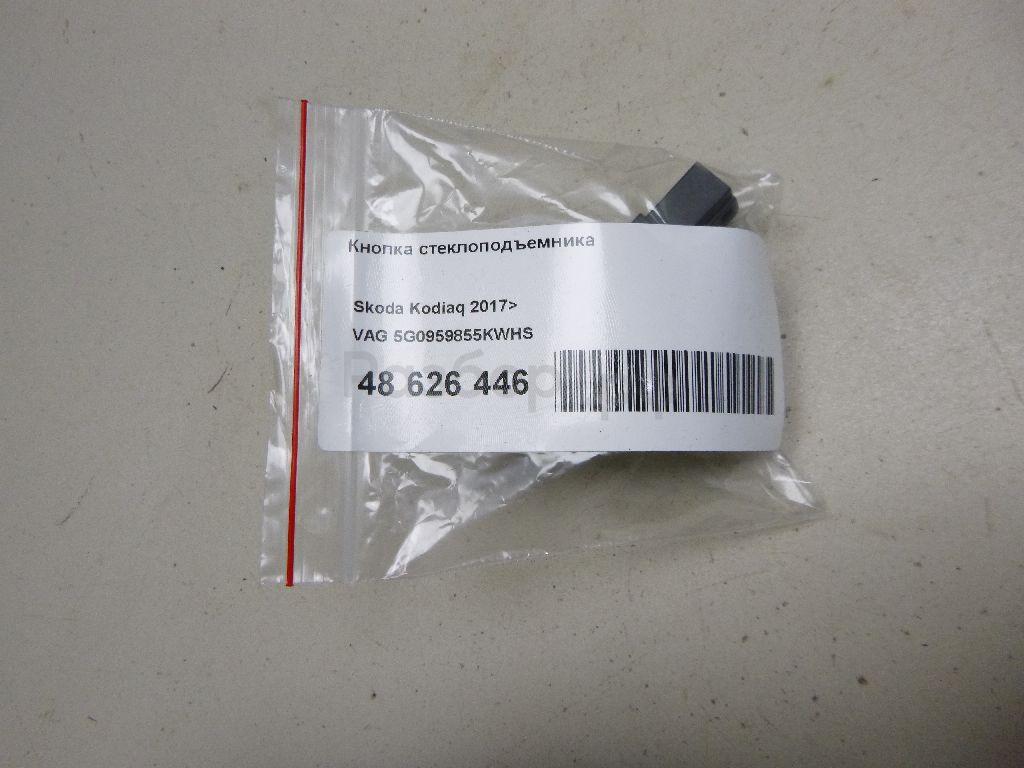 Кнопка стеклоподъемника
Skoda Kodiaq 2017>
VAG 5G0959855KWHS
48 626 446